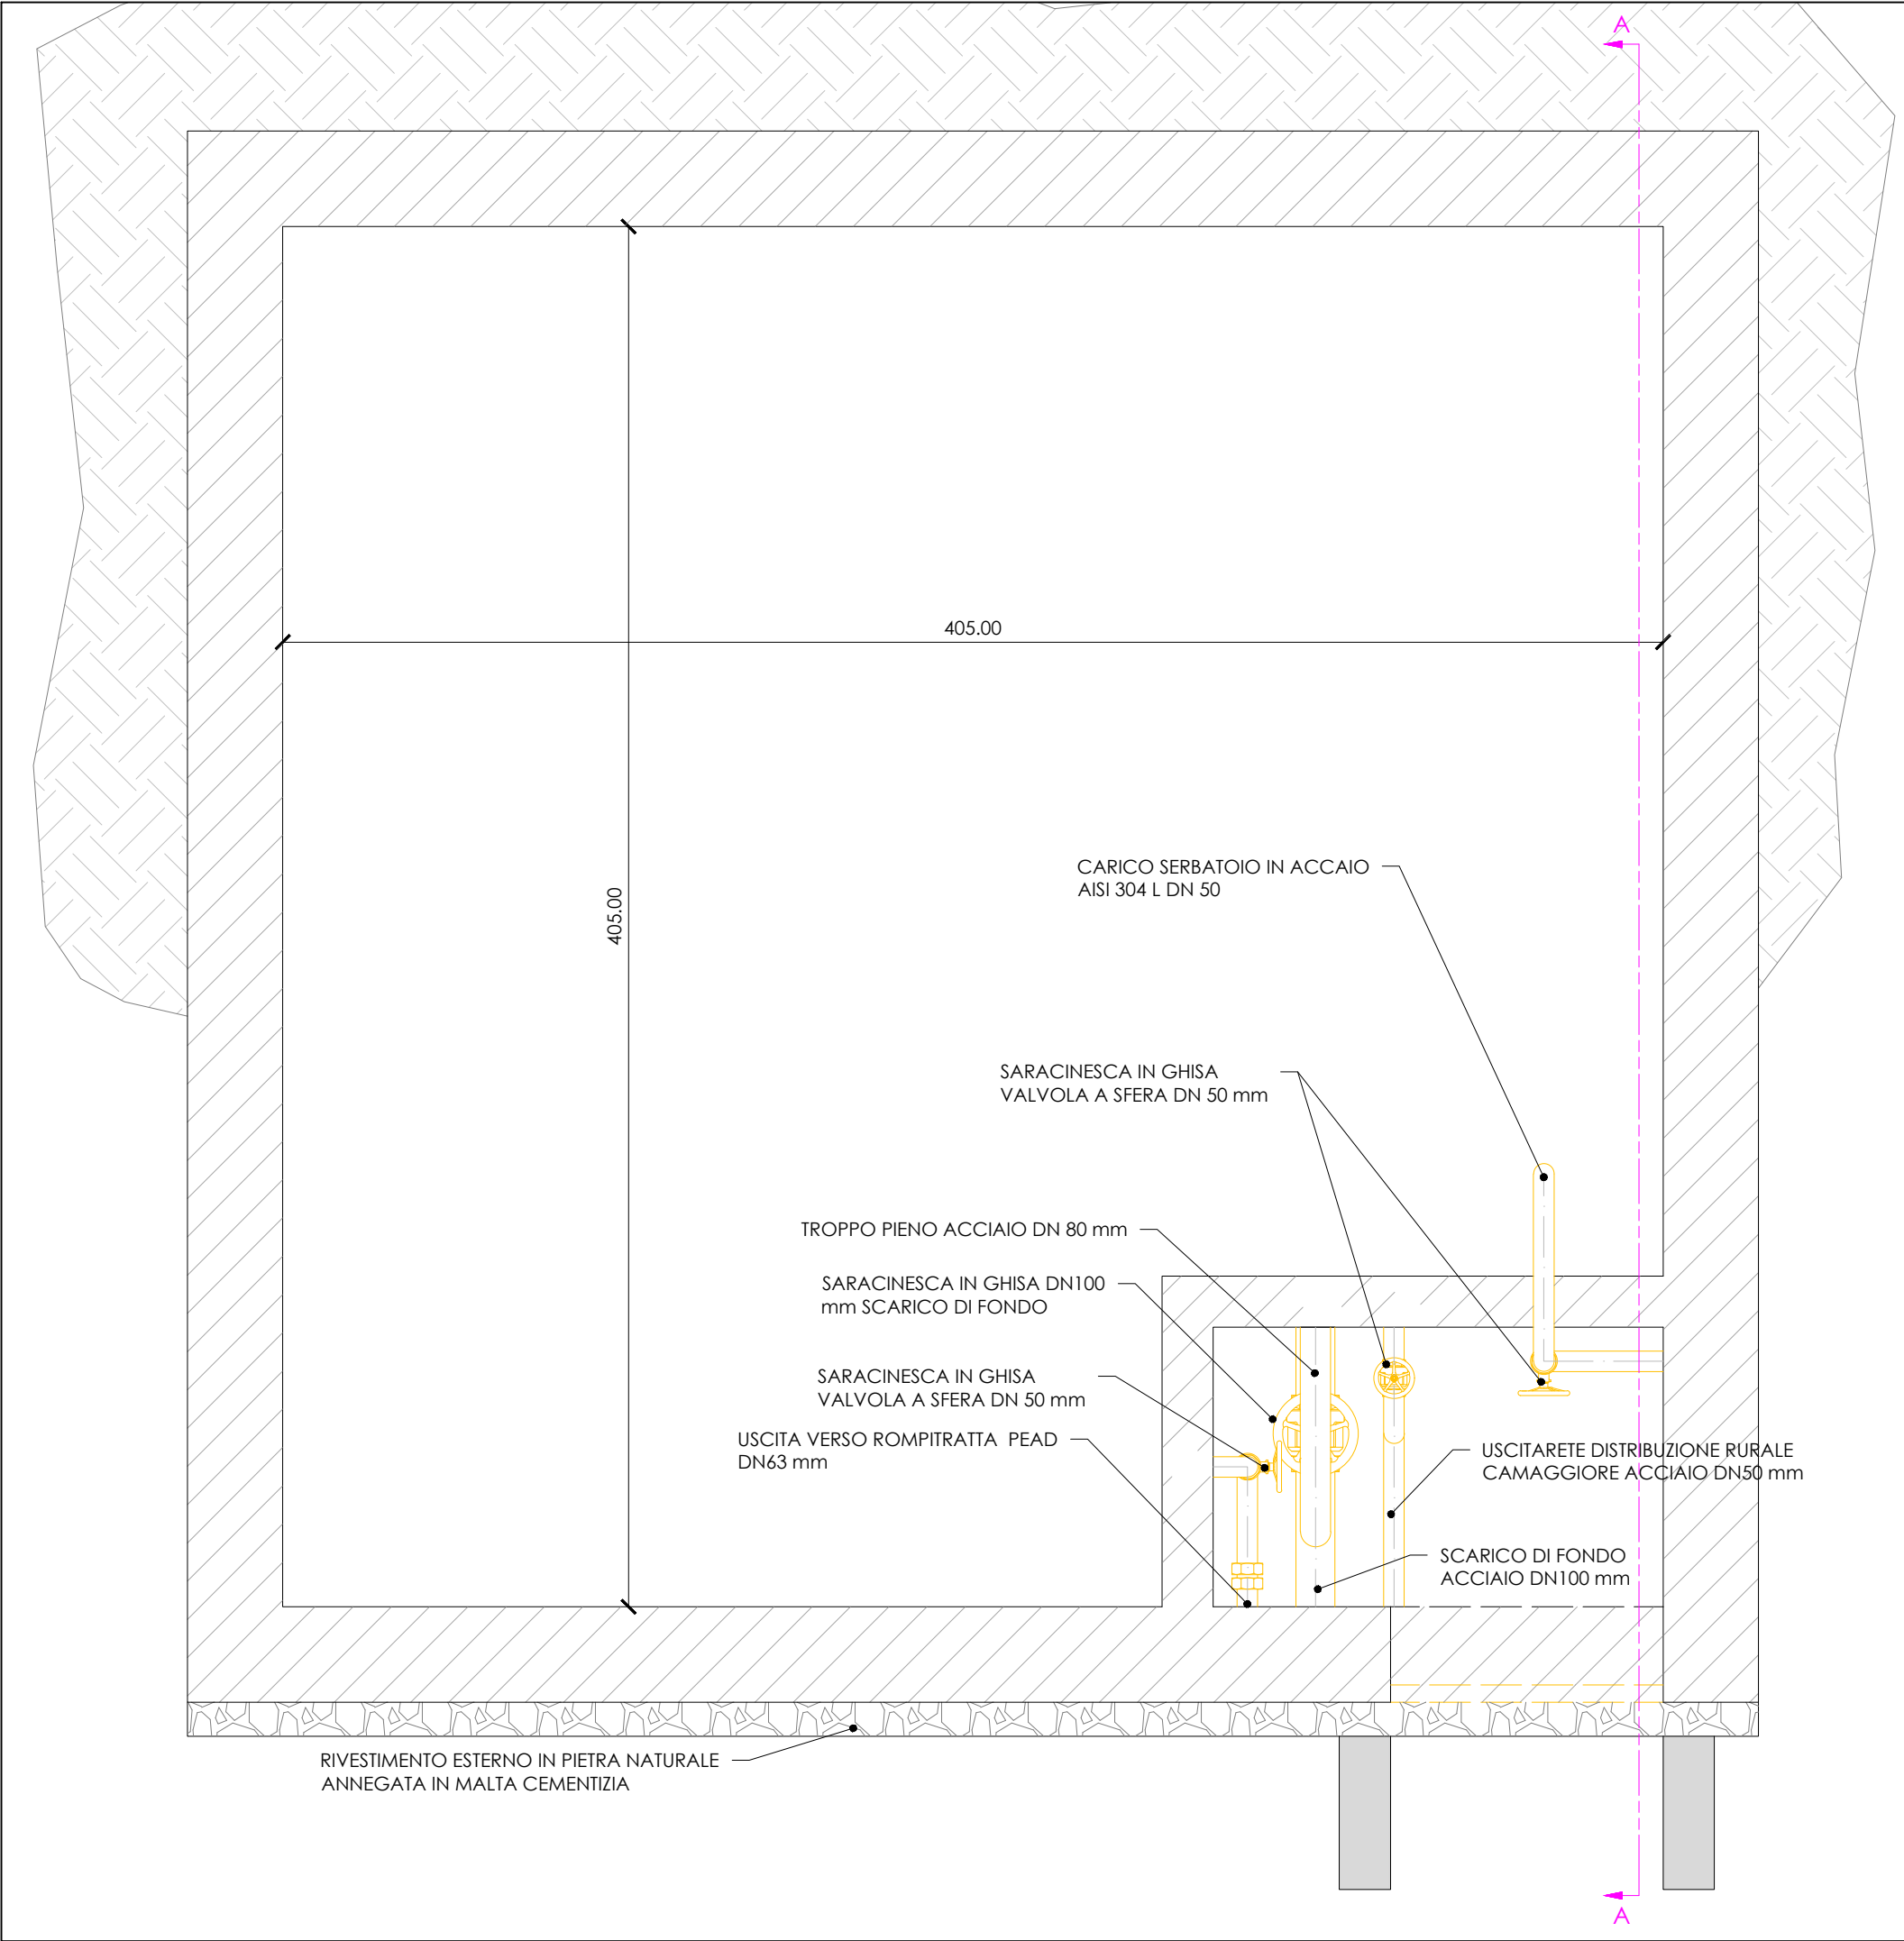 A
405.00
405.00
CARICO SERBATOIO IN ACCAIO
AISI 304 L DN 50
SARACINESCA IN GHISA
VALVOLA A SFERA DN 50 mm
TROPPO PIENO ACCIAIO DN 80 mm
SARACINESCA IN GHISA DN100
mm SCARICO DI FONDO
SARACINESCA IN GHISA
VALVOLA A SFERA DN 50 mm
USCITA VERSO ROMPITRATTA  PEAD
DN63 mm
USCITARETE DISTRIBUZIONE RURALE
CAMAGGIORE ACCIAIO DN50 mm
SCARICO DI FONDO
ACCIAIO DN100 mm
RIVESTIMENTO ESTERNO IN PIETRA NATURALE
ANNEGATA IN MALTA CEMENTIZIA
A